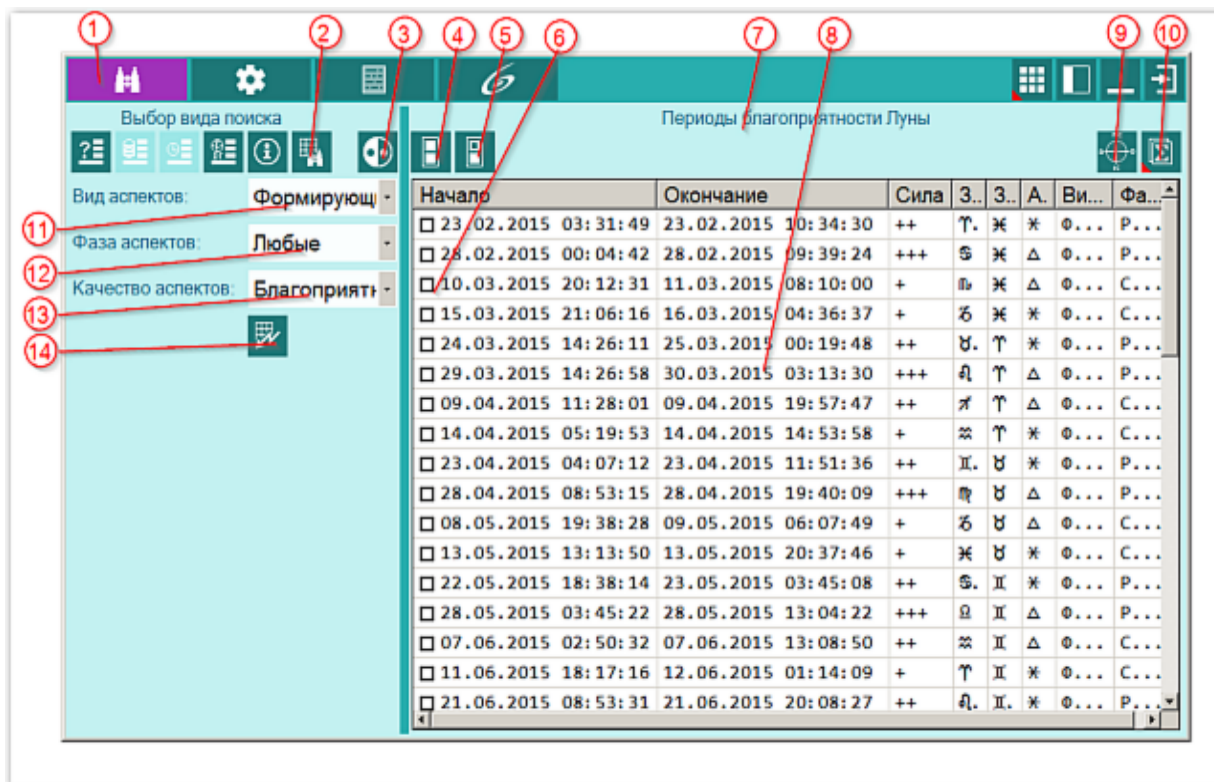 1 2 3 4 5 6 7 8 9 10
Выбор вида поиска
Периоды благоприятности Луны
Вид аспектов: Формирующ
11
Фаза аспектов: Любые
12
Качество аспектов: Благоприятн
13
14
Начало Окончание Сила З.. З.. А. Ви... Фа...
23.02.2015 03:31:49 23.02.2015 10:34:30 ++ ♈. ♓ ⚹ Ф... Р...
28.02.2015 00:04:42 28.02.2015 09:39:24 +++ ♋ ♓ △ Ф... Р...
10.03.2015 20:12:31 11.03.2015 08:10:00 + ♏ ♓ △ Ф... С...
15.03.2015 21:06:16 16.03.2015 04:36:37 + ♑ ♓ ⚹ Ф... С...
24.03.2015 14:26:11 25.03.2015 00:19:48 ++ ♉. ♈ ⚹ Ф... Р...
29.03.2015 14:26:58 30.03.2015 03:13:30 +++ ♌ ♈ △ Ф... Р...
09.04.2015 11:28:01 09.04.2015 19:57:47 ++ ♐ ♈ △ Ф... С...
14.04.2015 05:19:53 14.04.2015 14:53:58 + ♒ ♈ ⚹ Ф... С...
23.04.2015 04:07:12 23.04.2015 11:51:36 ++ ♊. ♉ ⚹ Ф... Р...
28.04.2015 08:53:15 28.04.2015 19:40:09 +++ ♍ ♉ △ Ф... Р...
08.05.2015 19:38:28 09.05.2015 06:07:49 + ♑ ♉ △ Ф... С...
13.05.2015 13:13:50 13.05.2015 20:37:46 + ♓ ♉ ⚹ Ф... С...
22.05.2015 18:38:14 23.05.2015 03:45:08 ++ ♋. ♊ ⚹ Ф... Р...
28.05.2015 03:45:22 28.05.2015 13:04:22 +++ ♎ ♊ △ Ф... Р...
07.06.2015 02:50:32 07.06.2015 13:08:50 ++ ♒ ♊ △ Ф... С...
11.06.2015 18:17:16 12.06.2015 01:14:09 + ♈ ♊ ⚹ Ф... С...
21.06.2015 08:53:31 21.06.2015 20:08:27 ++ ♌. ♊. ⚹ Ф... Р...